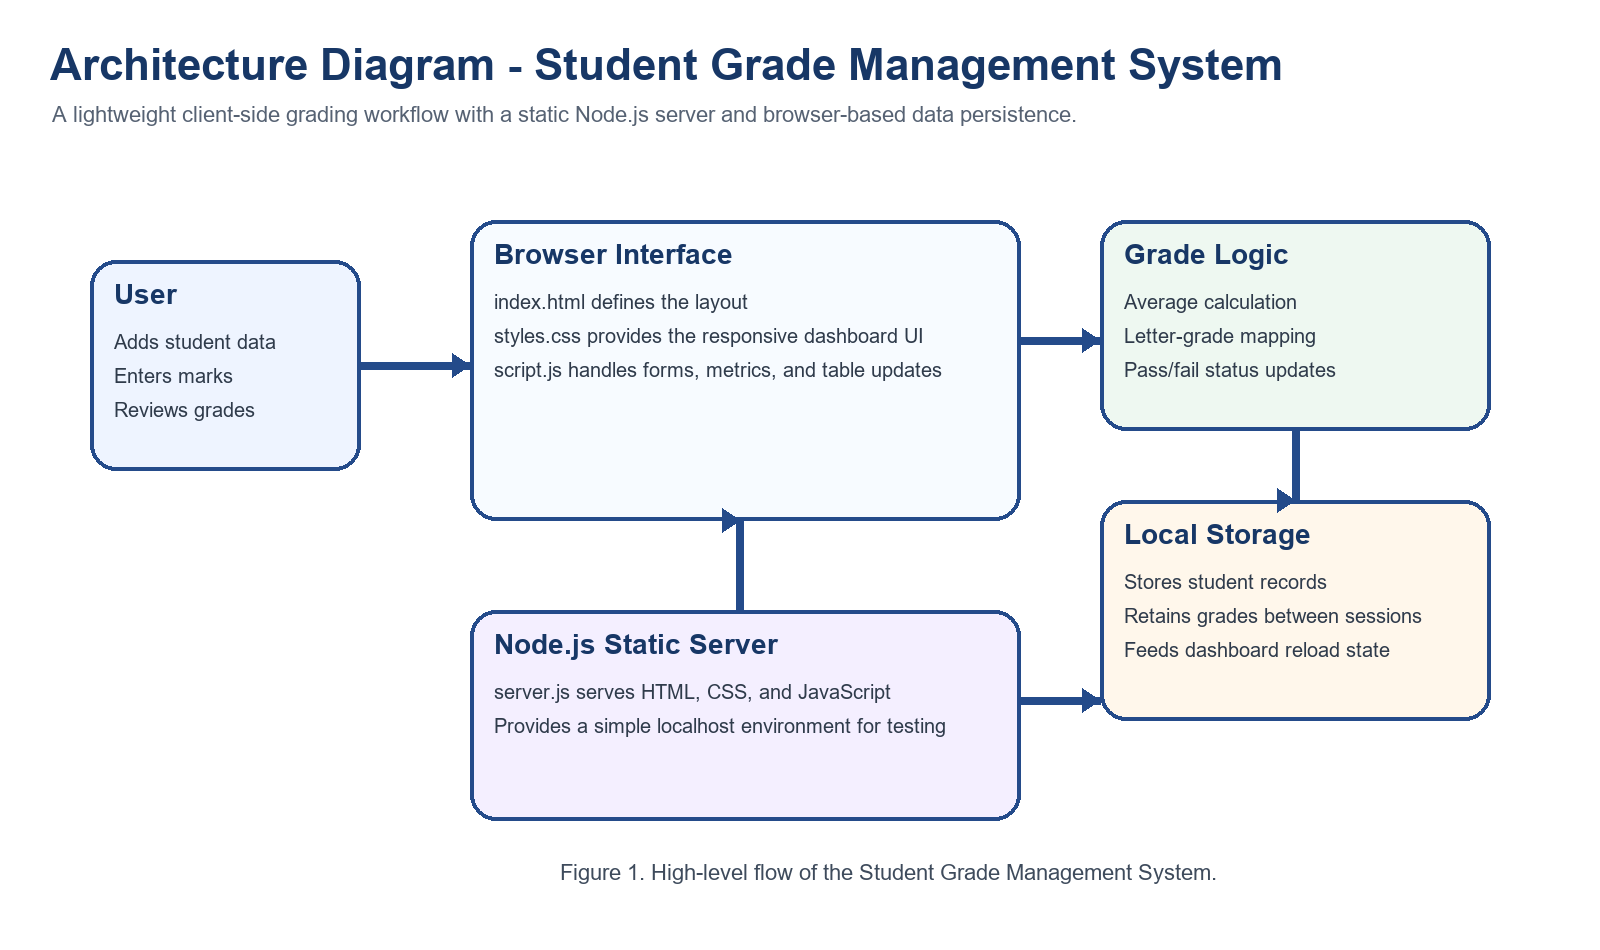 Architecture Diagram - Student Grade Management System
A lightweight client-side grading workflow with a static Node.js server and browser-based data persistence.
User
Adds student data
Enters marks
Reviews grades
Browser Interface
index.html defines the layout
styles.css provides the responsive dashboard UI
script.js handles forms, metrics, and table updates
Grade Logic
Average calculation
Letter-grade mapping
Pass/fail status updates
Local Storage
Stores student records
Retains grades between sessions
Feeds dashboard reload state
Node.js Static Server
server.js serves HTML, CSS, and JavaScript
Provides a simple localhost environment for testing
Figure 1. High-level flow of the Student Grade Management System.